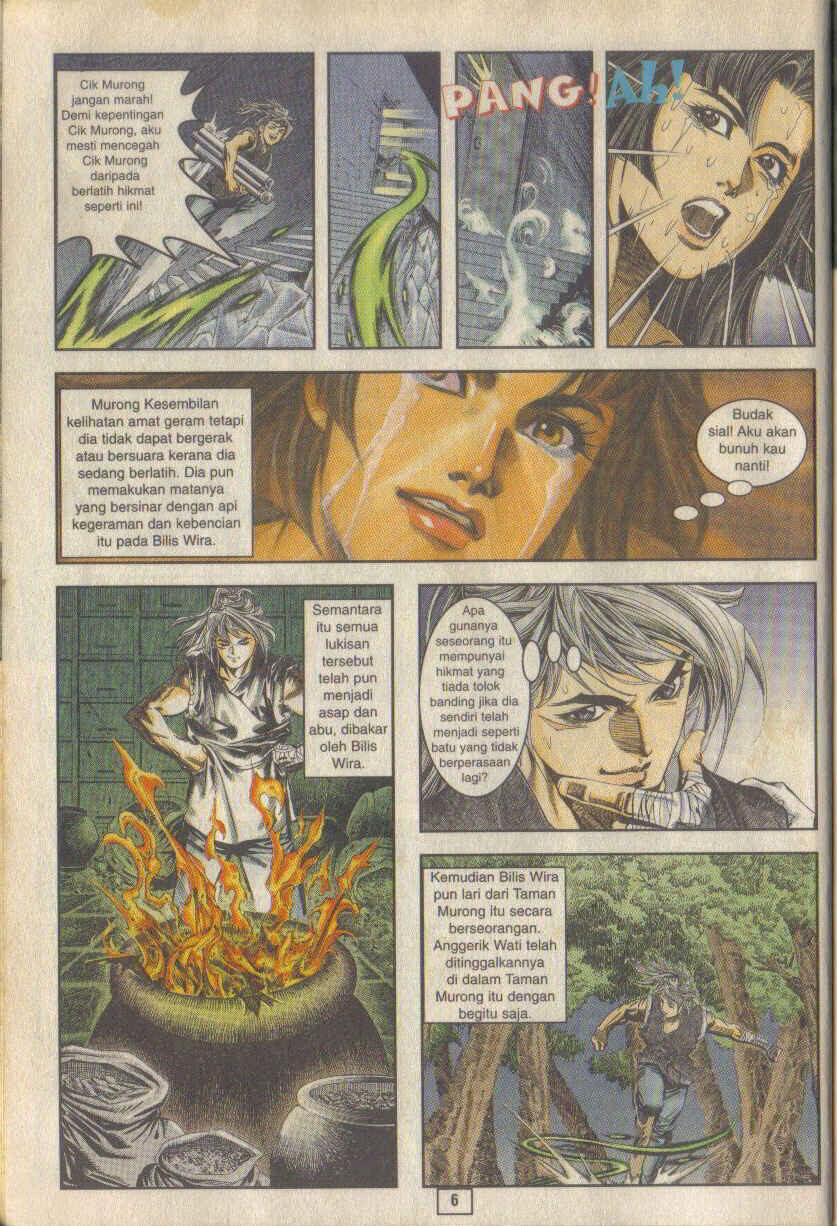 Cik Murong
jangan marah!
Demi kepentingan
Cik Murong, aku
mesti mencegah
Cik Murong
daripada
berlatih hikmat
seperti ini!
PANG!
Ah!
Murong Kesembilan
kelihatan amat geram tetapi
dia tidak dapat bergerak
atau bersuara kerana dia
sedang berlatih. Dia pun
memakukan matanya
yang bersinar dengan api
kegeraman dan kebencian
itu pada Bilis Wira.
Budak
sial! Aku akan
bunuh kau
nanti!
Semantara
itu semua
lukisan
tersebut
telah pun
menjadi
asap dan
abu, dibakar
oleh Bilis
Wira.
Apa
gunanya
seseorang itu
mempunyai
hikmat yang
tiada tolok
banding jika dia
sendiri telah
menjadi seperti
batu yang tidak
berperasaan
lagi?
Kemudian Bilis Wira
pun lari dari Taman
Murong itu secara
berseorangan.
Anggerik Wati telah
ditinggalkannya
di dalam Taman
Murong itu dengan
begitu saja.
6